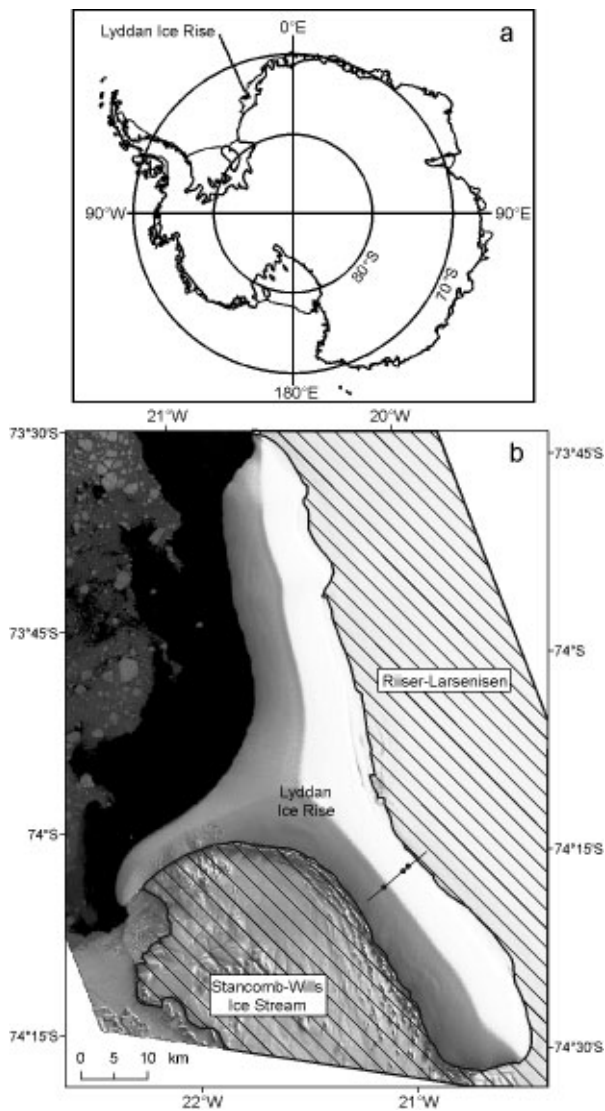 a
0°E
Lyddan Ice Rise
90°W
90°E
80°S
70°S
180°E
21°W
20°W
73°30'S
b
73°45'S
73°45'S
74°S
Riiser-Larsenisen
Lyddan
Ice Rise
74°S
74°15'S
Stancomb-Wills
Ice Stream
74°15'S
0 5 10 km
74°30'S
22°W
21°W